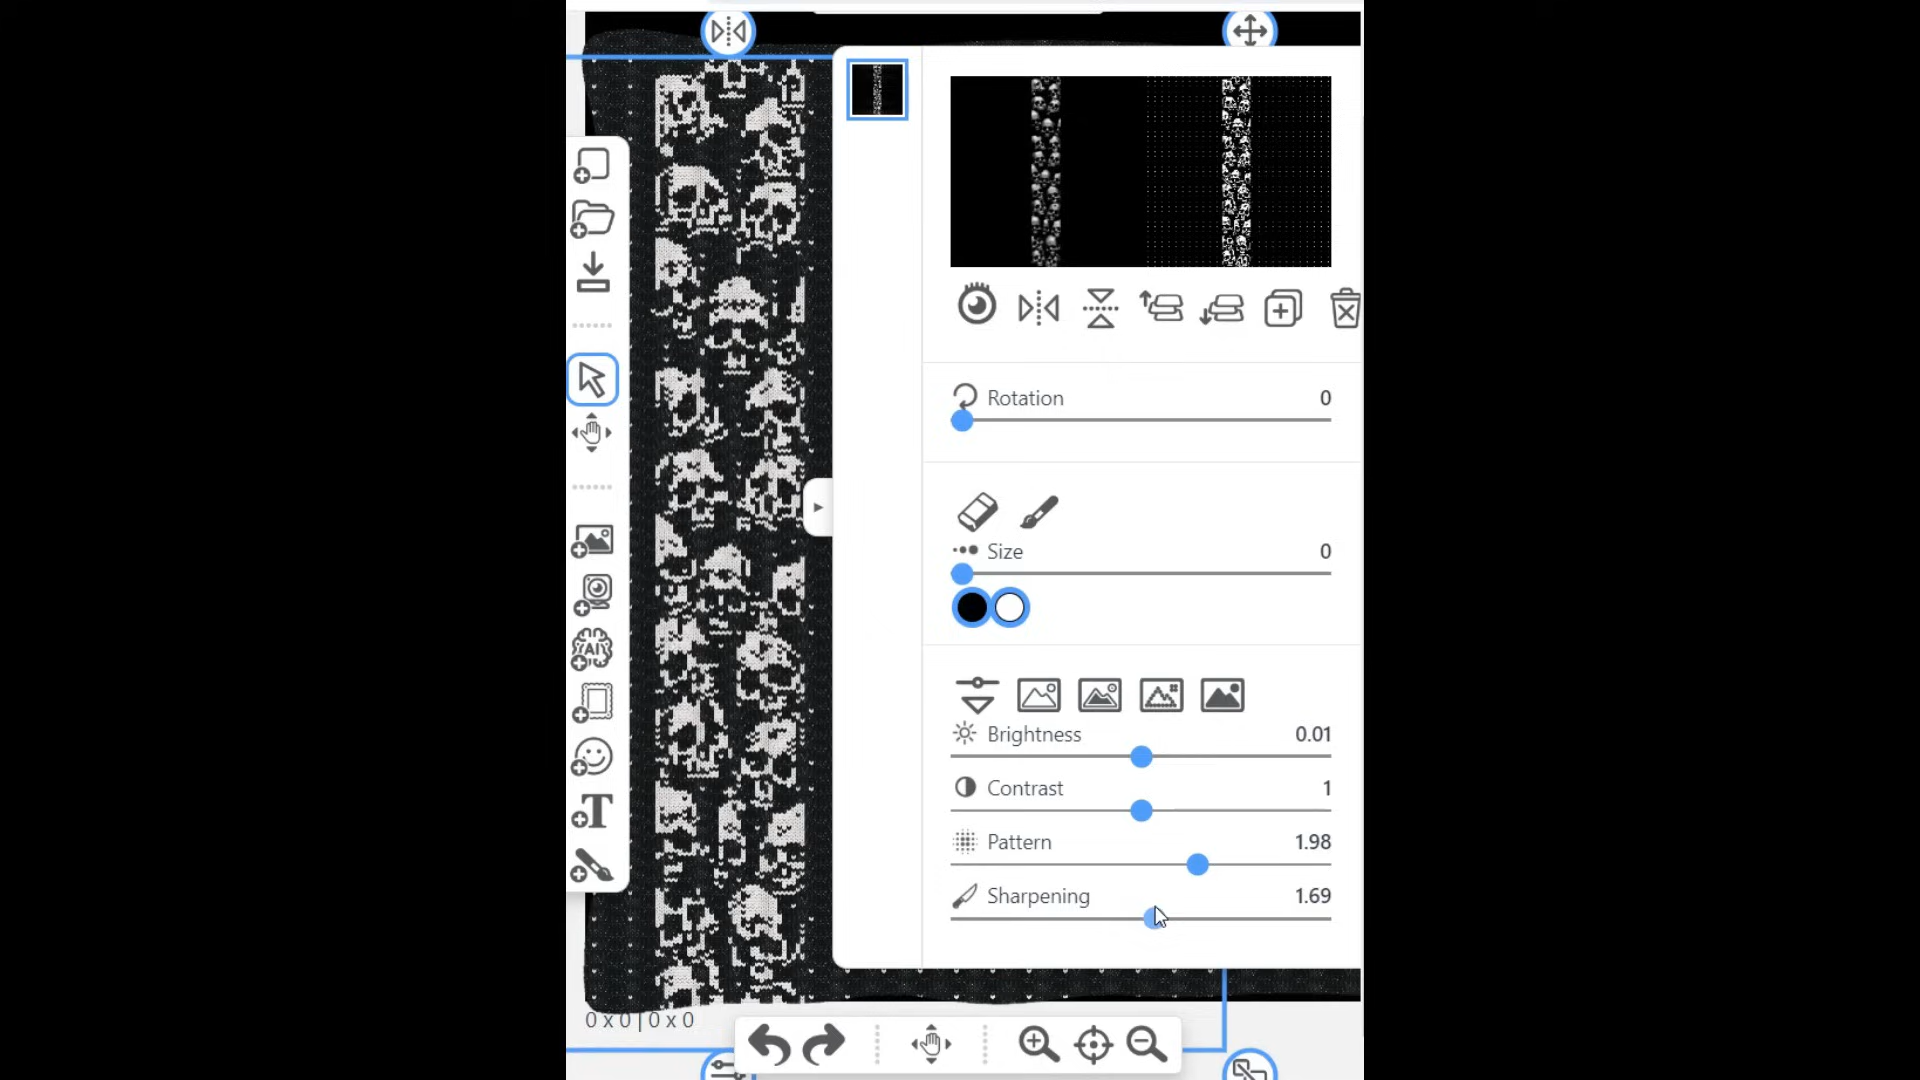 Rotation 0
Size 0
AI
Brightness 0.01
Contrast 1
Pattern 1.98
Sharpening 1.69
T
0 x 0 | 0 x 0